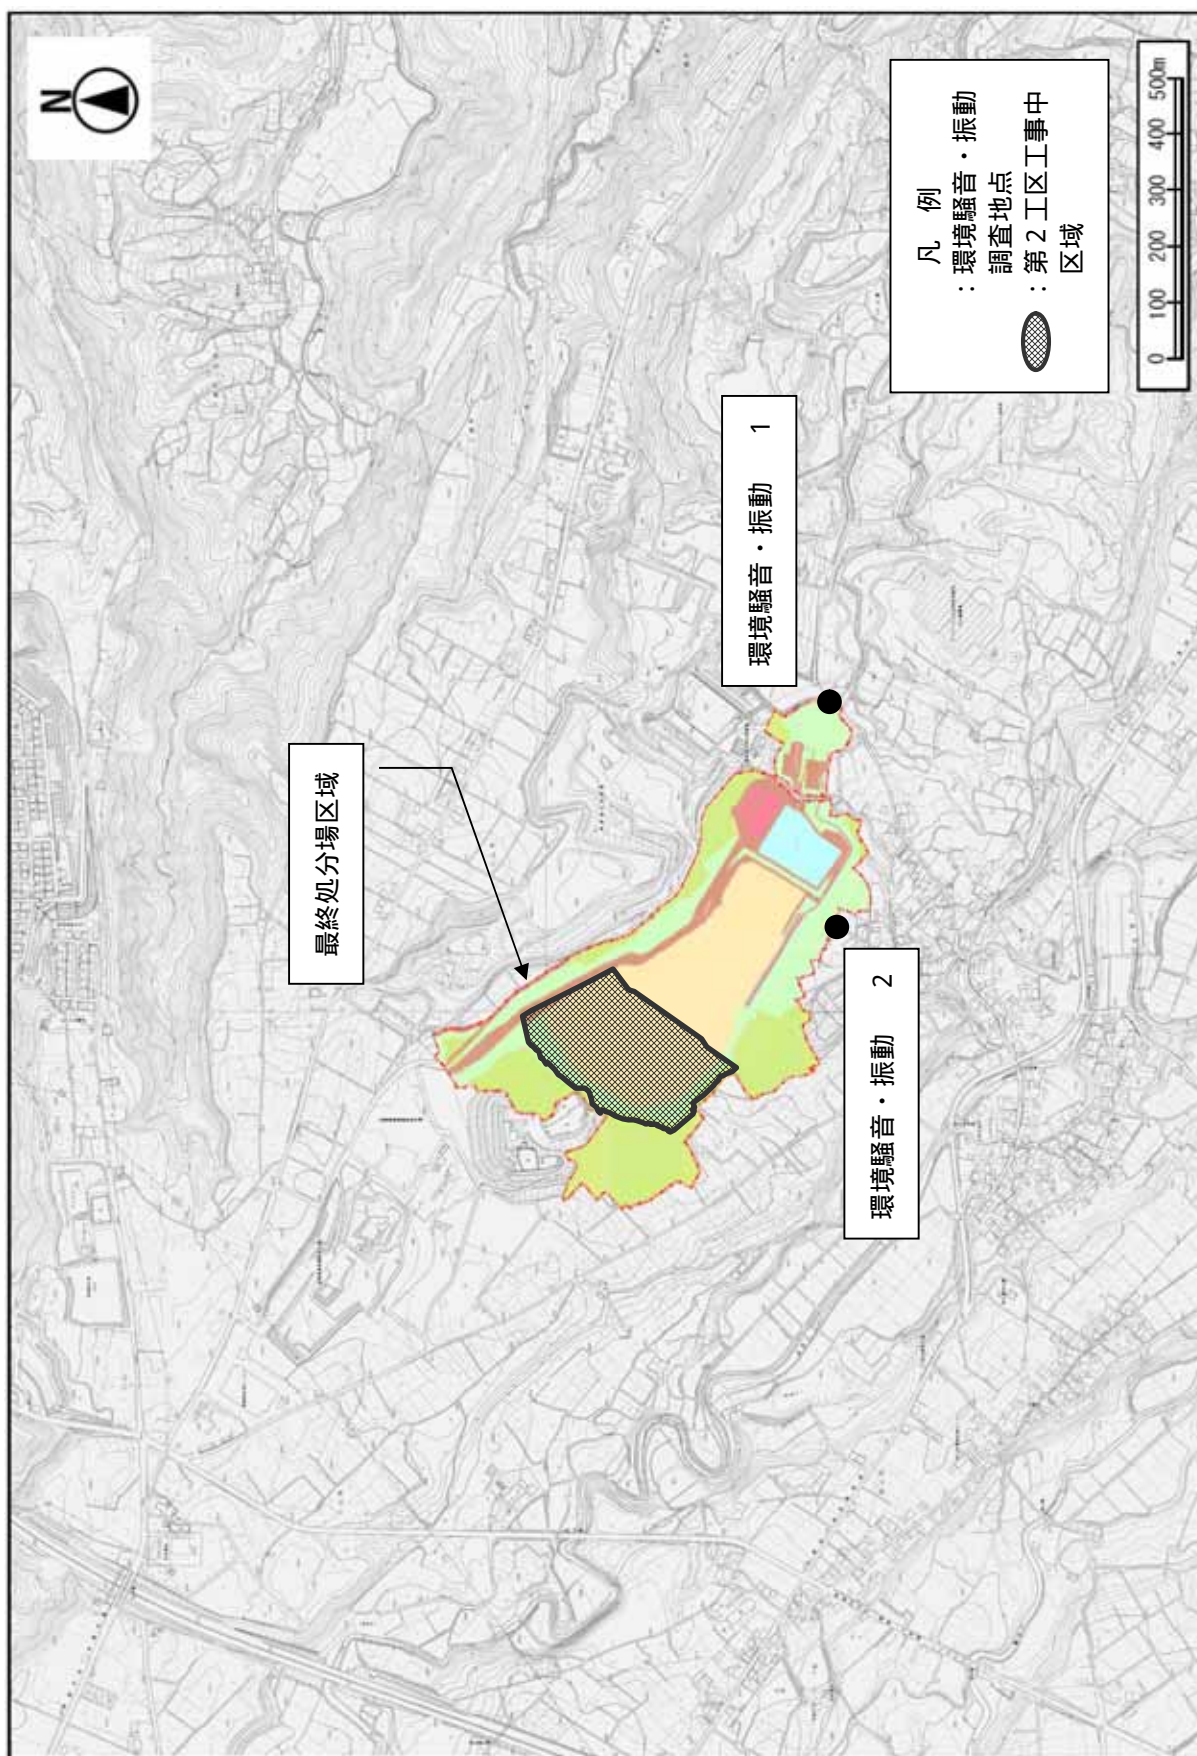 N
最終処分場区域
環境騒音・振動 1
環境騒音・振動 2
凡 例
：環境騒音・振動
調査地点
：第２工区工事中
区域
0 100 200 300 400 500m